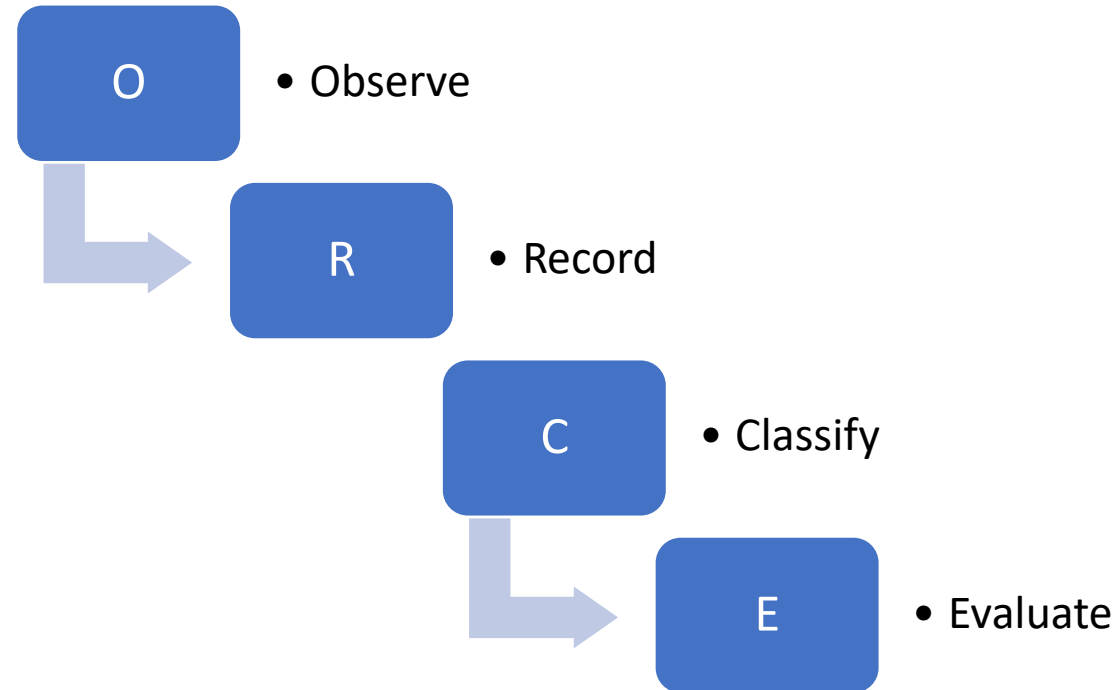 O
• Observe
R
• Record
C
• Classify
E
• Evaluate